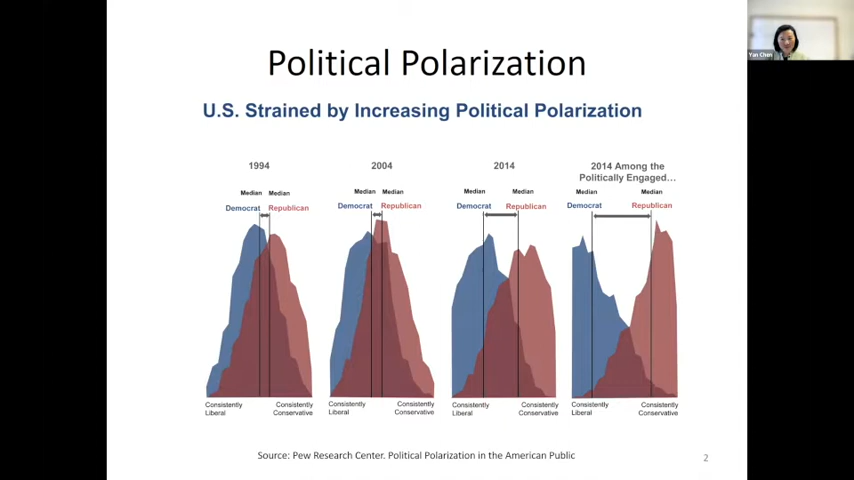 Political Polarization
U.S. Strained by Increasing Political Polarization
1994
Median Median
Democrat Republican
Consistently Liberal
Consistently Conservative
2004
Median Median
Democrat Republican
Consistently Liberal
Consistently Conservative
2014
Median Median
Democrat Republican
Consistently Liberal
Consistently Conservative
2014 Among the
Politically Engaged...
Median Median
Democrat Republican
Consistently Liberal
Consistently Conservative
Source: Pew Research Center. Political Polarization in the American Public
2
Yan Chen